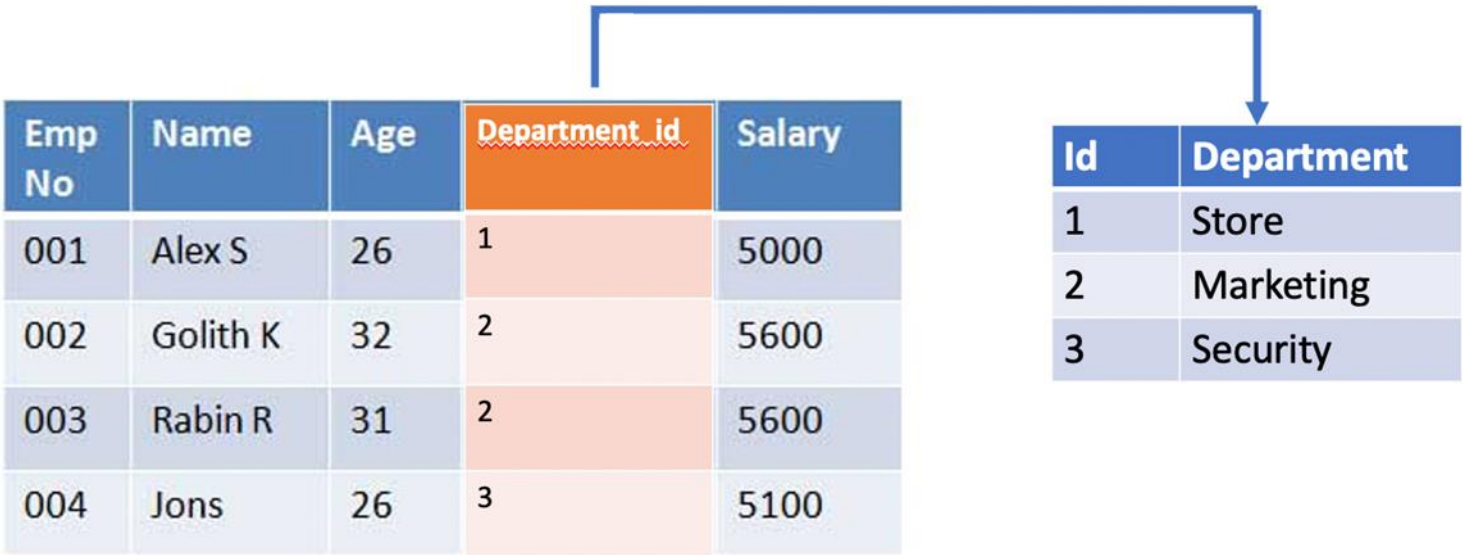 Emp No Name Age Department_id Salary
001 Alex S 26 1 5000
002 Golith K 32 2 5600
003 Rabin R 31 2 5600
004 Jons 26 3 5100
Id Department
1 Store
2 Marketing
3 Security